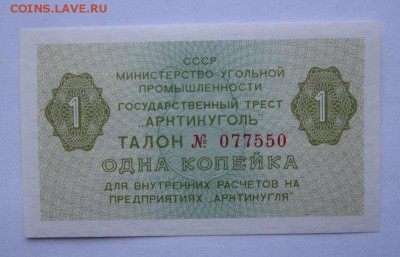 COINS.ЛАВЕ.RU
СССР
МИНИСТЕРСТВО УГОЛЬНОЙ
ПРОМЫШЛЕННОСТИ
ГОСУДАРСТВЕННЫЙ ТРЕСТ
„АРКТИКУГОЛЬ
1
1
ТАЛОН № 077550
ОДНА КОПЕЙКА
ДЛЯ ВНУТРЕННИХ РАСЧЕТОВ НА
ПРЕДПРИЯТИЯХ „АРКТИКУГЛЯ"